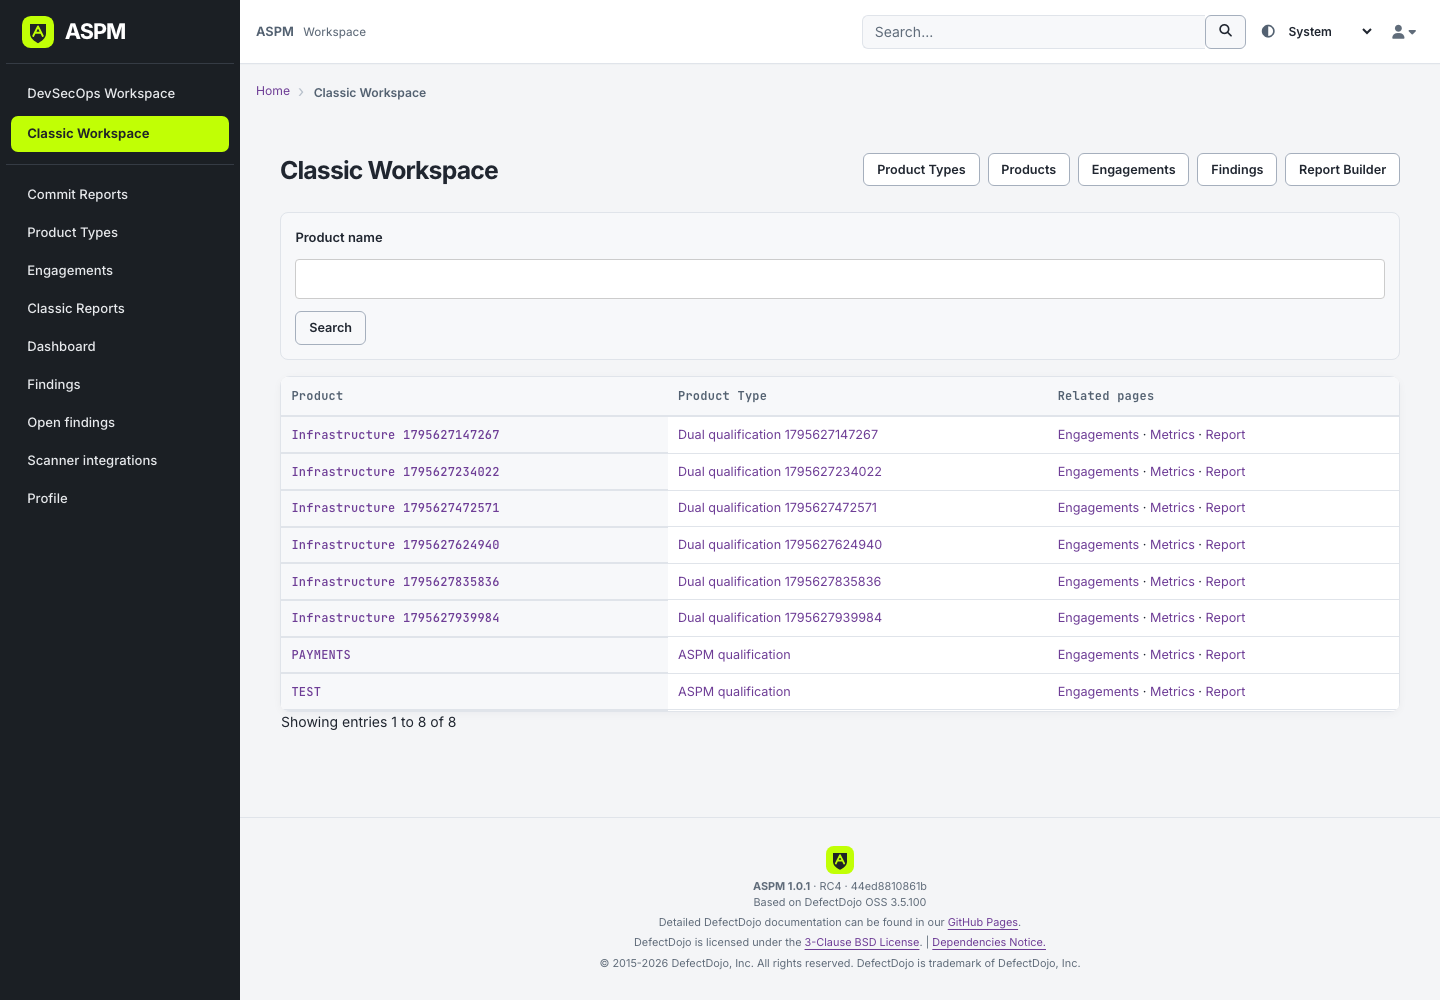 ASPM
DevSecOps Workspace
Classic Workspace
Commit Reports
Product Types
Engagements
Classic Reports
Dashboard
Findings
Open findings
Scanner integrations
Profile
ASPM Workspace
Search...
System
Home > Classic Workspace
Classic Workspace
Product Types
Products
Engagements
Findings
Report Builder
Product name
Search
Product Product Type Related pages
Infrastructure 1795627147267 Dual qualification 1795627147267 Engagements · Metrics · Report
Infrastructure 1795627234022 Dual qualification 1795627234022 Engagements · Metrics · Report
Infrastructure 1795627472571 Dual qualification 1795627472571 Engagements · Metrics · Report
Infrastructure 1795627624940 Dual qualification 1795627624940 Engagements · Metrics · Report
Infrastructure 1795627835836 Dual qualification 1795627835836 Engagements · Metrics · Report
Infrastructure 1795627939984 Dual qualification 1795627939984 Engagements · Metrics · Report
PAYMENTS ASPM qualification Engagements · Metrics · Report
TEST ASPM qualification Engagements · Metrics · Report
Showing entries 1 to 8 of 8
ASPM 1.0.1 · RC4 · 44ed8810861b
Based on DefectDojo OSS 3.5.100
Detailed DefectDojo documentation can be found in our GitHub Pages.
DefectDojo is licensed under the 3-Clause BSD License. | Dependencies Notice.
© 2015-2026 DefectDojo, Inc. All rights reserved. DefectDojo is trademark of DefectDojo, Inc.